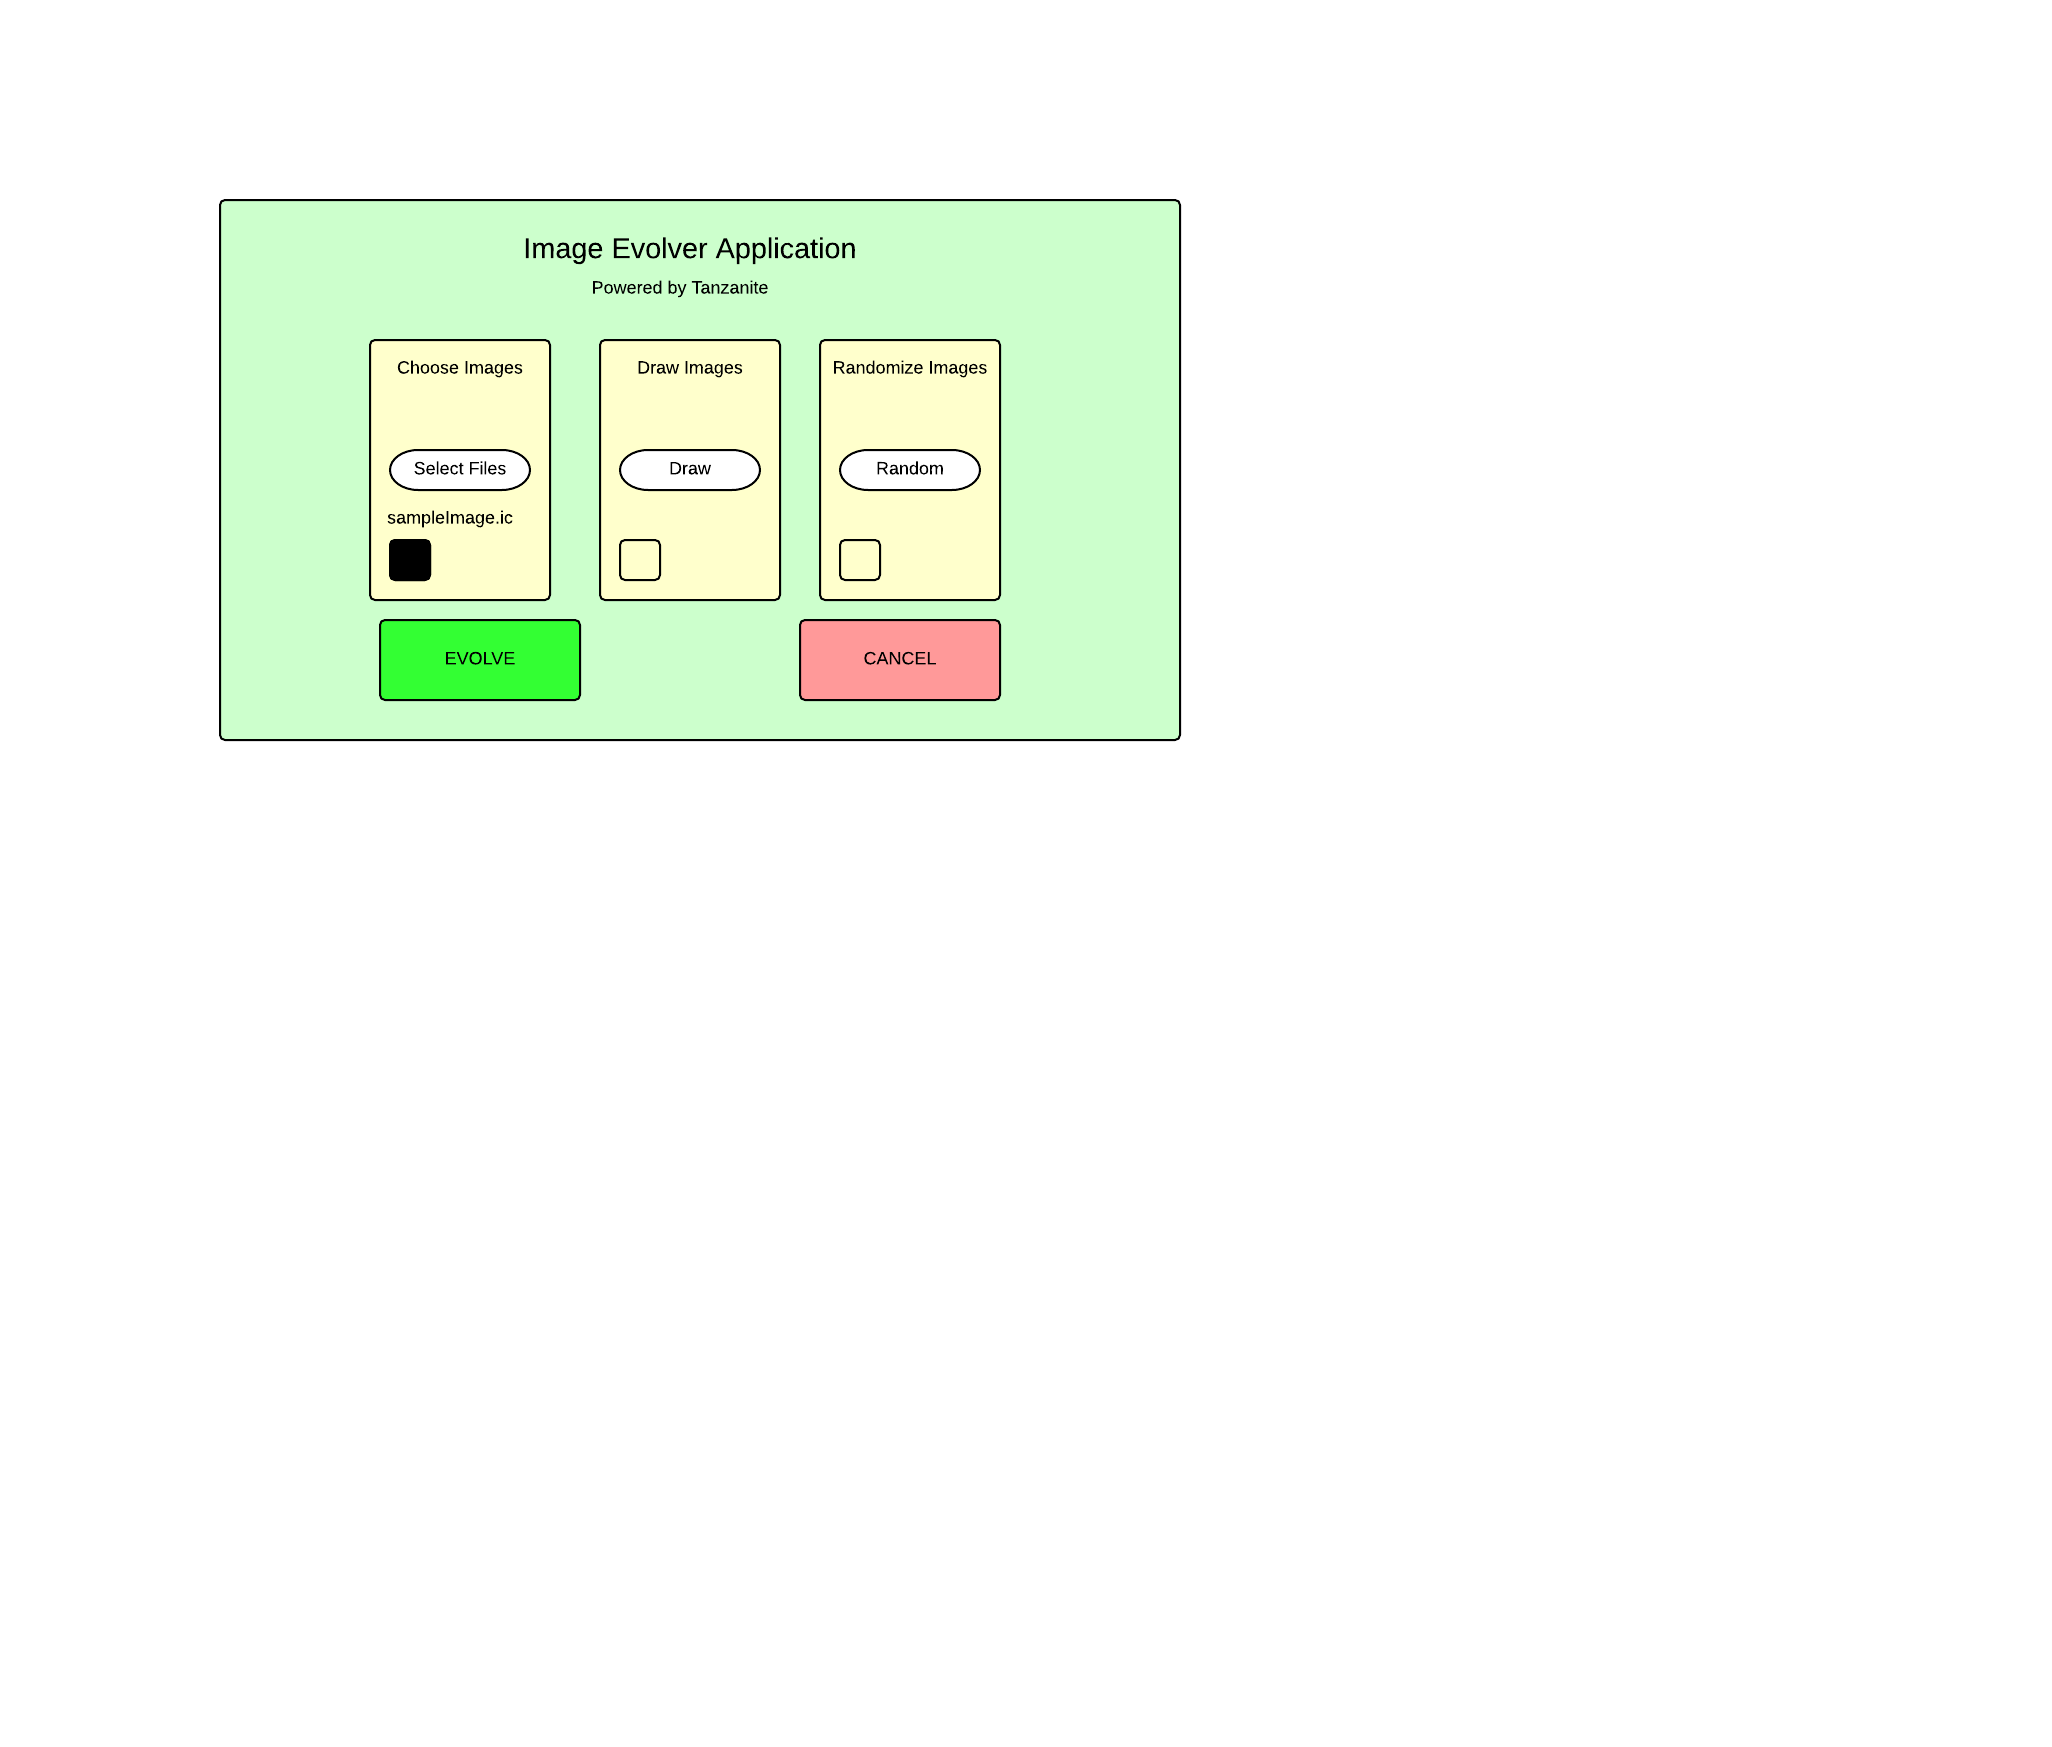 Image Evolver Application
Powered by Tanzanite
Choose Images
Draw Images
Randomize Images
Select Files
Draw
Random
sampleImage.ic
EVOLVE
CANCEL